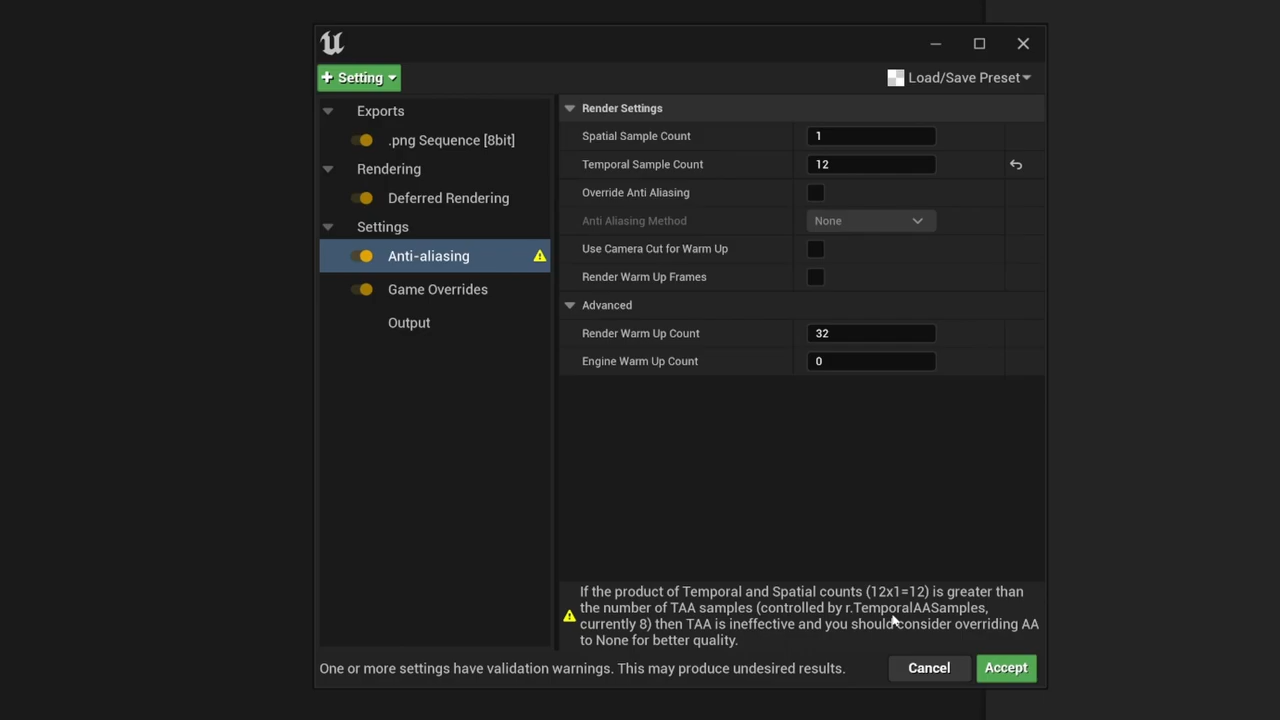 + Setting
Load/Save Preset
Exports
.png Sequence [8bit]
Rendering
Deferred Rendering
Settings
Anti-aliasing
Game Overrides
Output
Render Settings
Spatial Sample Count 1
Temporal Sample Count 12
Override Anti Aliasing
Anti Aliasing Method None
Use Camera Cut for Warm Up
Render Warm Up Frames
Advanced
Render Warm Up Count 32
Engine Warm Up Count 0
If the product of Temporal and Spatial counts (12x1=12) is greater than
the number of TAA samples (controlled by r.TemporalAASamples,
currently 8) then TAA is ineffective and you should consider overriding AA
to None for better quality.
One or more settings have validation warnings. This may produce undesired results.
Cancel
Accept